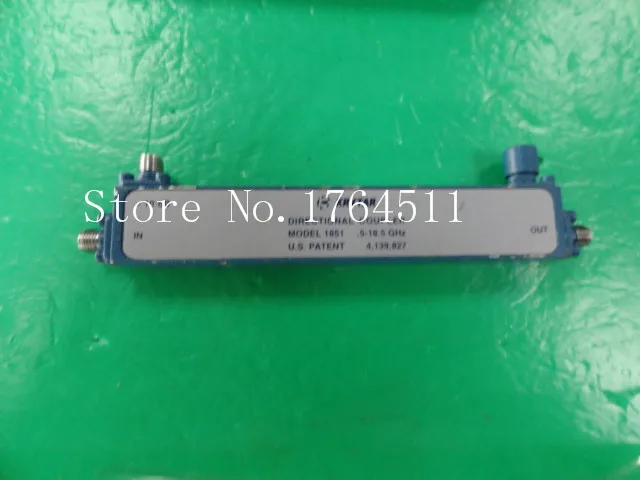 Store No.:1764511
IN
OUT
DIRECTIONAL COUPLER
MODEL 1851 .5-18.5 GHz
U.S. PATENT 4,139,827